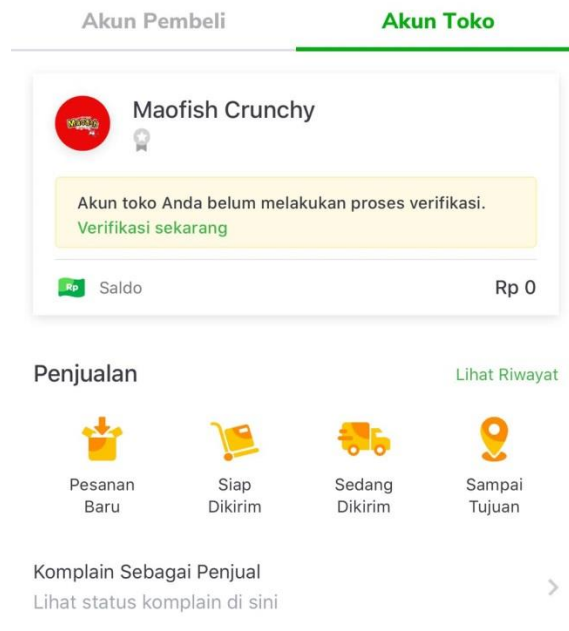 Akun Pembeli
Akun Toko
Maofish Crunchy
Akun toko Anda belum melakukan proses verifikasi.
Verifikasi sekarang
Rp Saldo
Rp 0
Penjualan
Lihat Riwayat
Pesanan
Baru
Siap
Dikirim
Sedang
Dikirim
Sampai
Tujuan
Komplain Sebagai Penjual
Lihat status komplain di sini